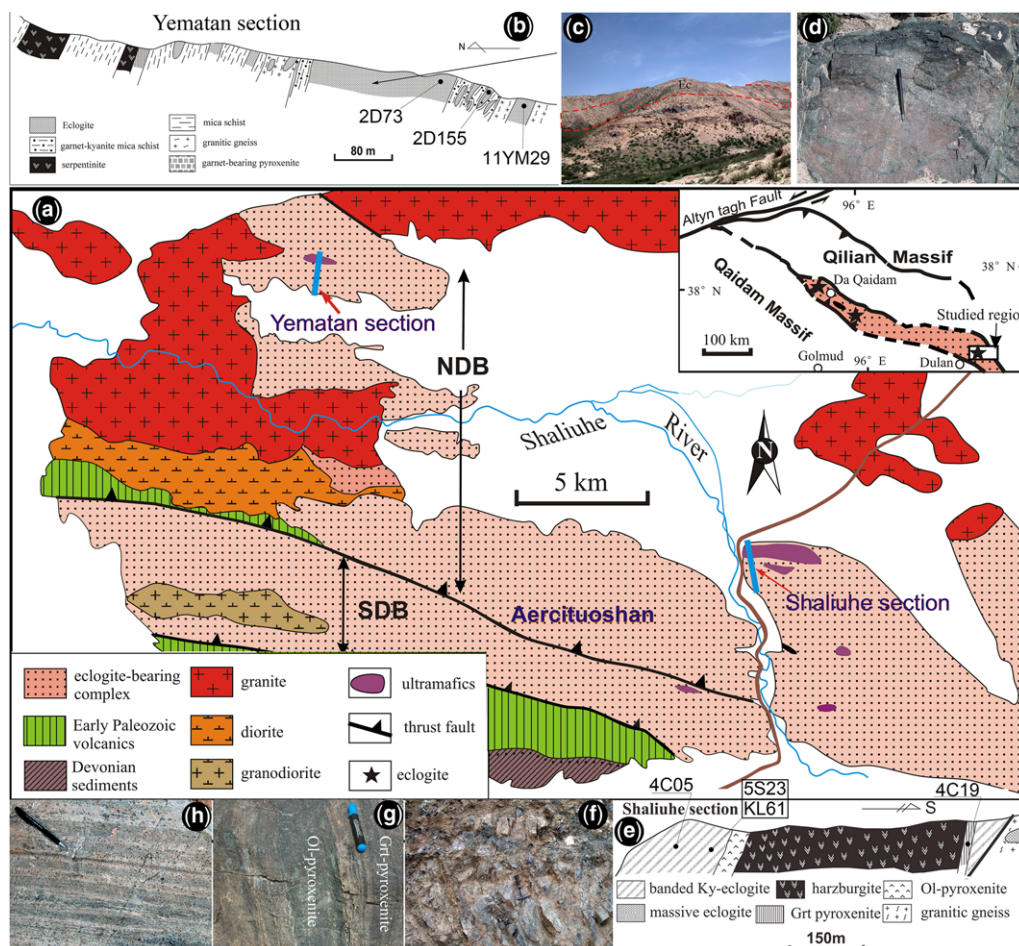 Yematan section
(b)
N
2D73
2D155
11YM29
Eclogite
mica schist
garnet-kyanite mica schist
granitic gneiss
serpentinite
garnet-bearing pyroxenite
80 m
(c)
Ec
(d)
(a)
Yematan section
NDB
Shaliuhe
River
N
5 km
SDB
Aercituoshan
Shaliuhe section
96° E
Altyn tagh Fault
Qilian Massif
38° N
38° N
Da Qaidam
Qaidam Massif
Studied regio
100 km
Golmud
96° E
Dulan
eclogite-bearing complex
granite
ultramafics
Early Paleozoic volcanics
diorite
thrust fault
Devonian sediments
granodiorite
eclogite
(h)
(g)
Ol-pyroxenite
Grt-pyroxenite
(f)
4C05
5S23
KL61
4C19
Shaliuhe section
S
(e)
banded Ky-eclogite
harzburgite
Ol-pyroxenite
massive eclogite
Grt pyroxenite
granitic gneiss
150m